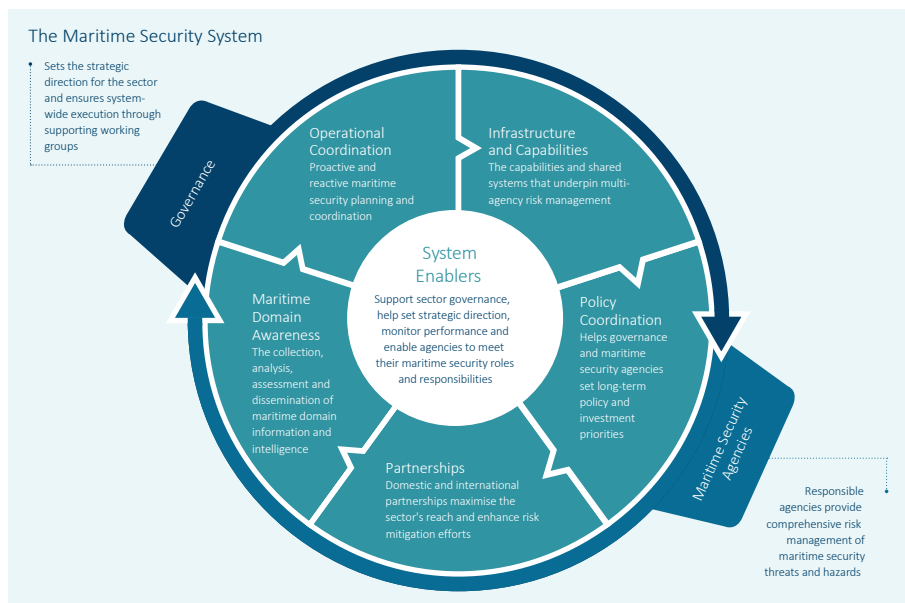 The Maritime Security System
Sets the strategic
direction for the sector
and ensures system-
wide execution through
supporting working
groups
Governance
Operational
Coordination
Proactive and
reactive maritime
security planning and
coordination
Infrastructure
and Capabilities
The capabilities and shared
systems that underpin multi-
agency risk management
System
Enablers
Support sector governance,
help set strategic direction,
monitor performance and
enable agencies to meet
their maritime security roles
and responsibilities
Maritime
Domain
Awareness
The collection,
analysis,
assessment and
dissemination of
maritime domain
information and
intelligence
Policy
Coordination
Helps governance
and maritime
security agencies
set long-term
policy and
investment
priorities
Partnerships
Domestic and international
partnerships maximise the
sector's reach and enhance risk
mitigation efforts
Maritime Security
Agencies
Responsible
agencies provide
comprehensive risk
management of
maritime security
threats and hazards